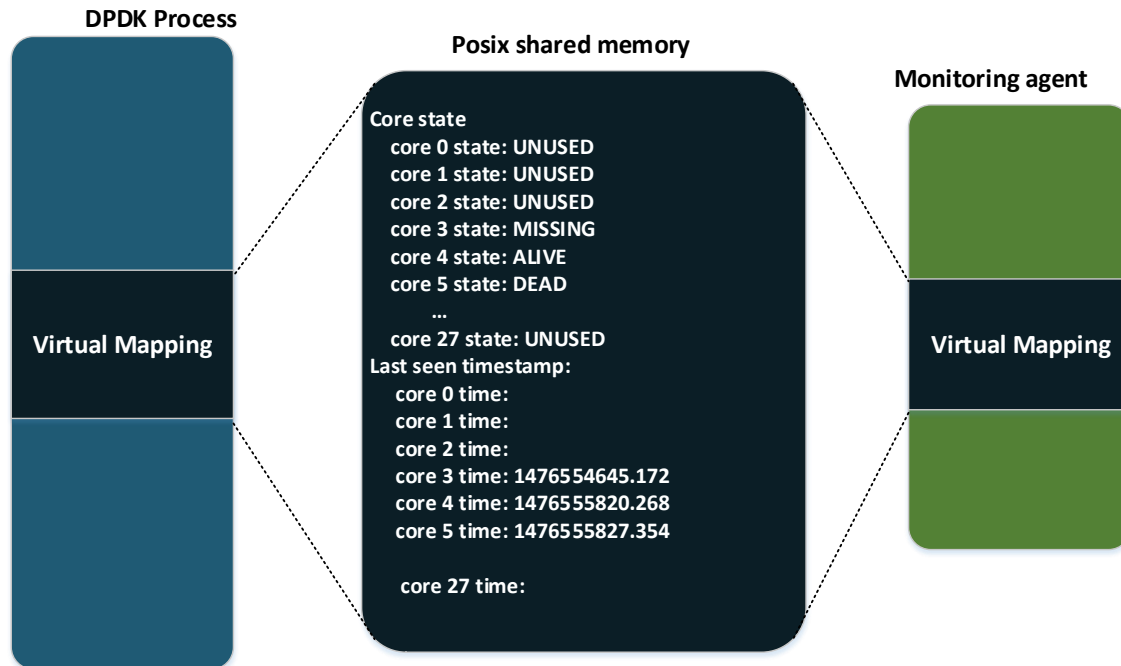 DPDK Process
Posix shared memory
Monitoring agent
Virtual Mapping
Core state
core 0 state: UNUSED
core 1 state: UNUSED
core 2 state: UNUSED
core 3 state: MISSING
core 4 state: ALIVE
core 5 state: DEAD
...
core 27 state: UNUSED
Last seen timestamp:
core 0 time:
core 1 time:
core 2 time:
core 3 time: 1476554645.172
core 4 time: 1476555820.268
core 5 time: 1476555827.354
core 27 time:
Virtual Mapping